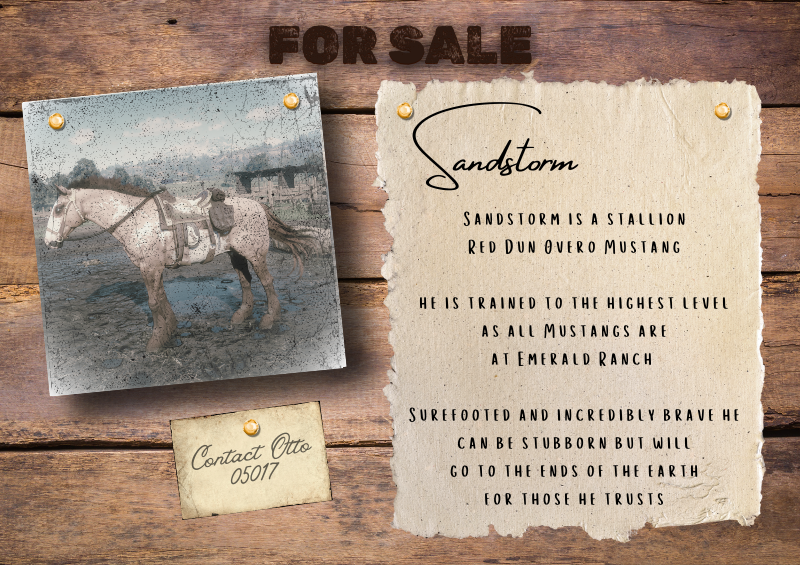 FOR SALE
Sandstorm
Sandstorm is a stallion
Red Dun Overo Mustang
he is trained to the highest level
as all Mustangs are
at Emerald Ranch
Surefooted and incredibly brave he
can be stubborn but will
go to the ends of the earth
for those he trusts
Contact Otto
05017